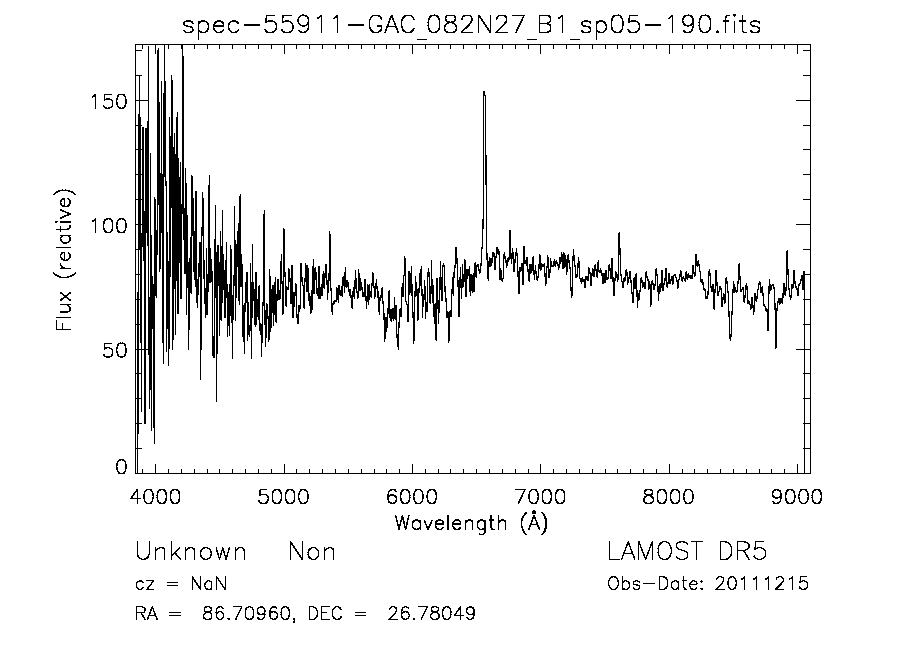 spec-55911-GAC_082N27_B1_sp05-190.fits
150
100
50
0
Flux (relative)
4000 5000 6000 7000 8000 9000
Wavelength (Å)
Unknown Non LAMOST DR5
cz = NaN Obs-Date: 20111215
RA = 86.70960, DEC = 26.78049